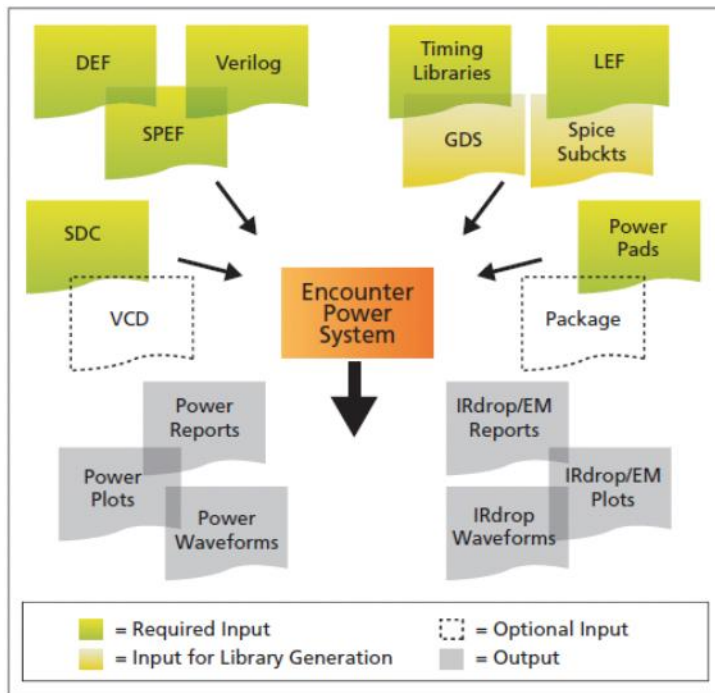 DEF
Verilog
SPEF
Timing
Libraries
LEF
GDS
Spice
Subckts
SDC
VCD
Power
Pads
Package
Encounter
Power
System
Power
Reports
Power
Plots
Power
Waveforms
IRdrop/EM
Reports
IRdrop/EM
Plots
IRdrop
Waveforms
= Required Input
= Optional Input
= Input for Library Generation
= Output